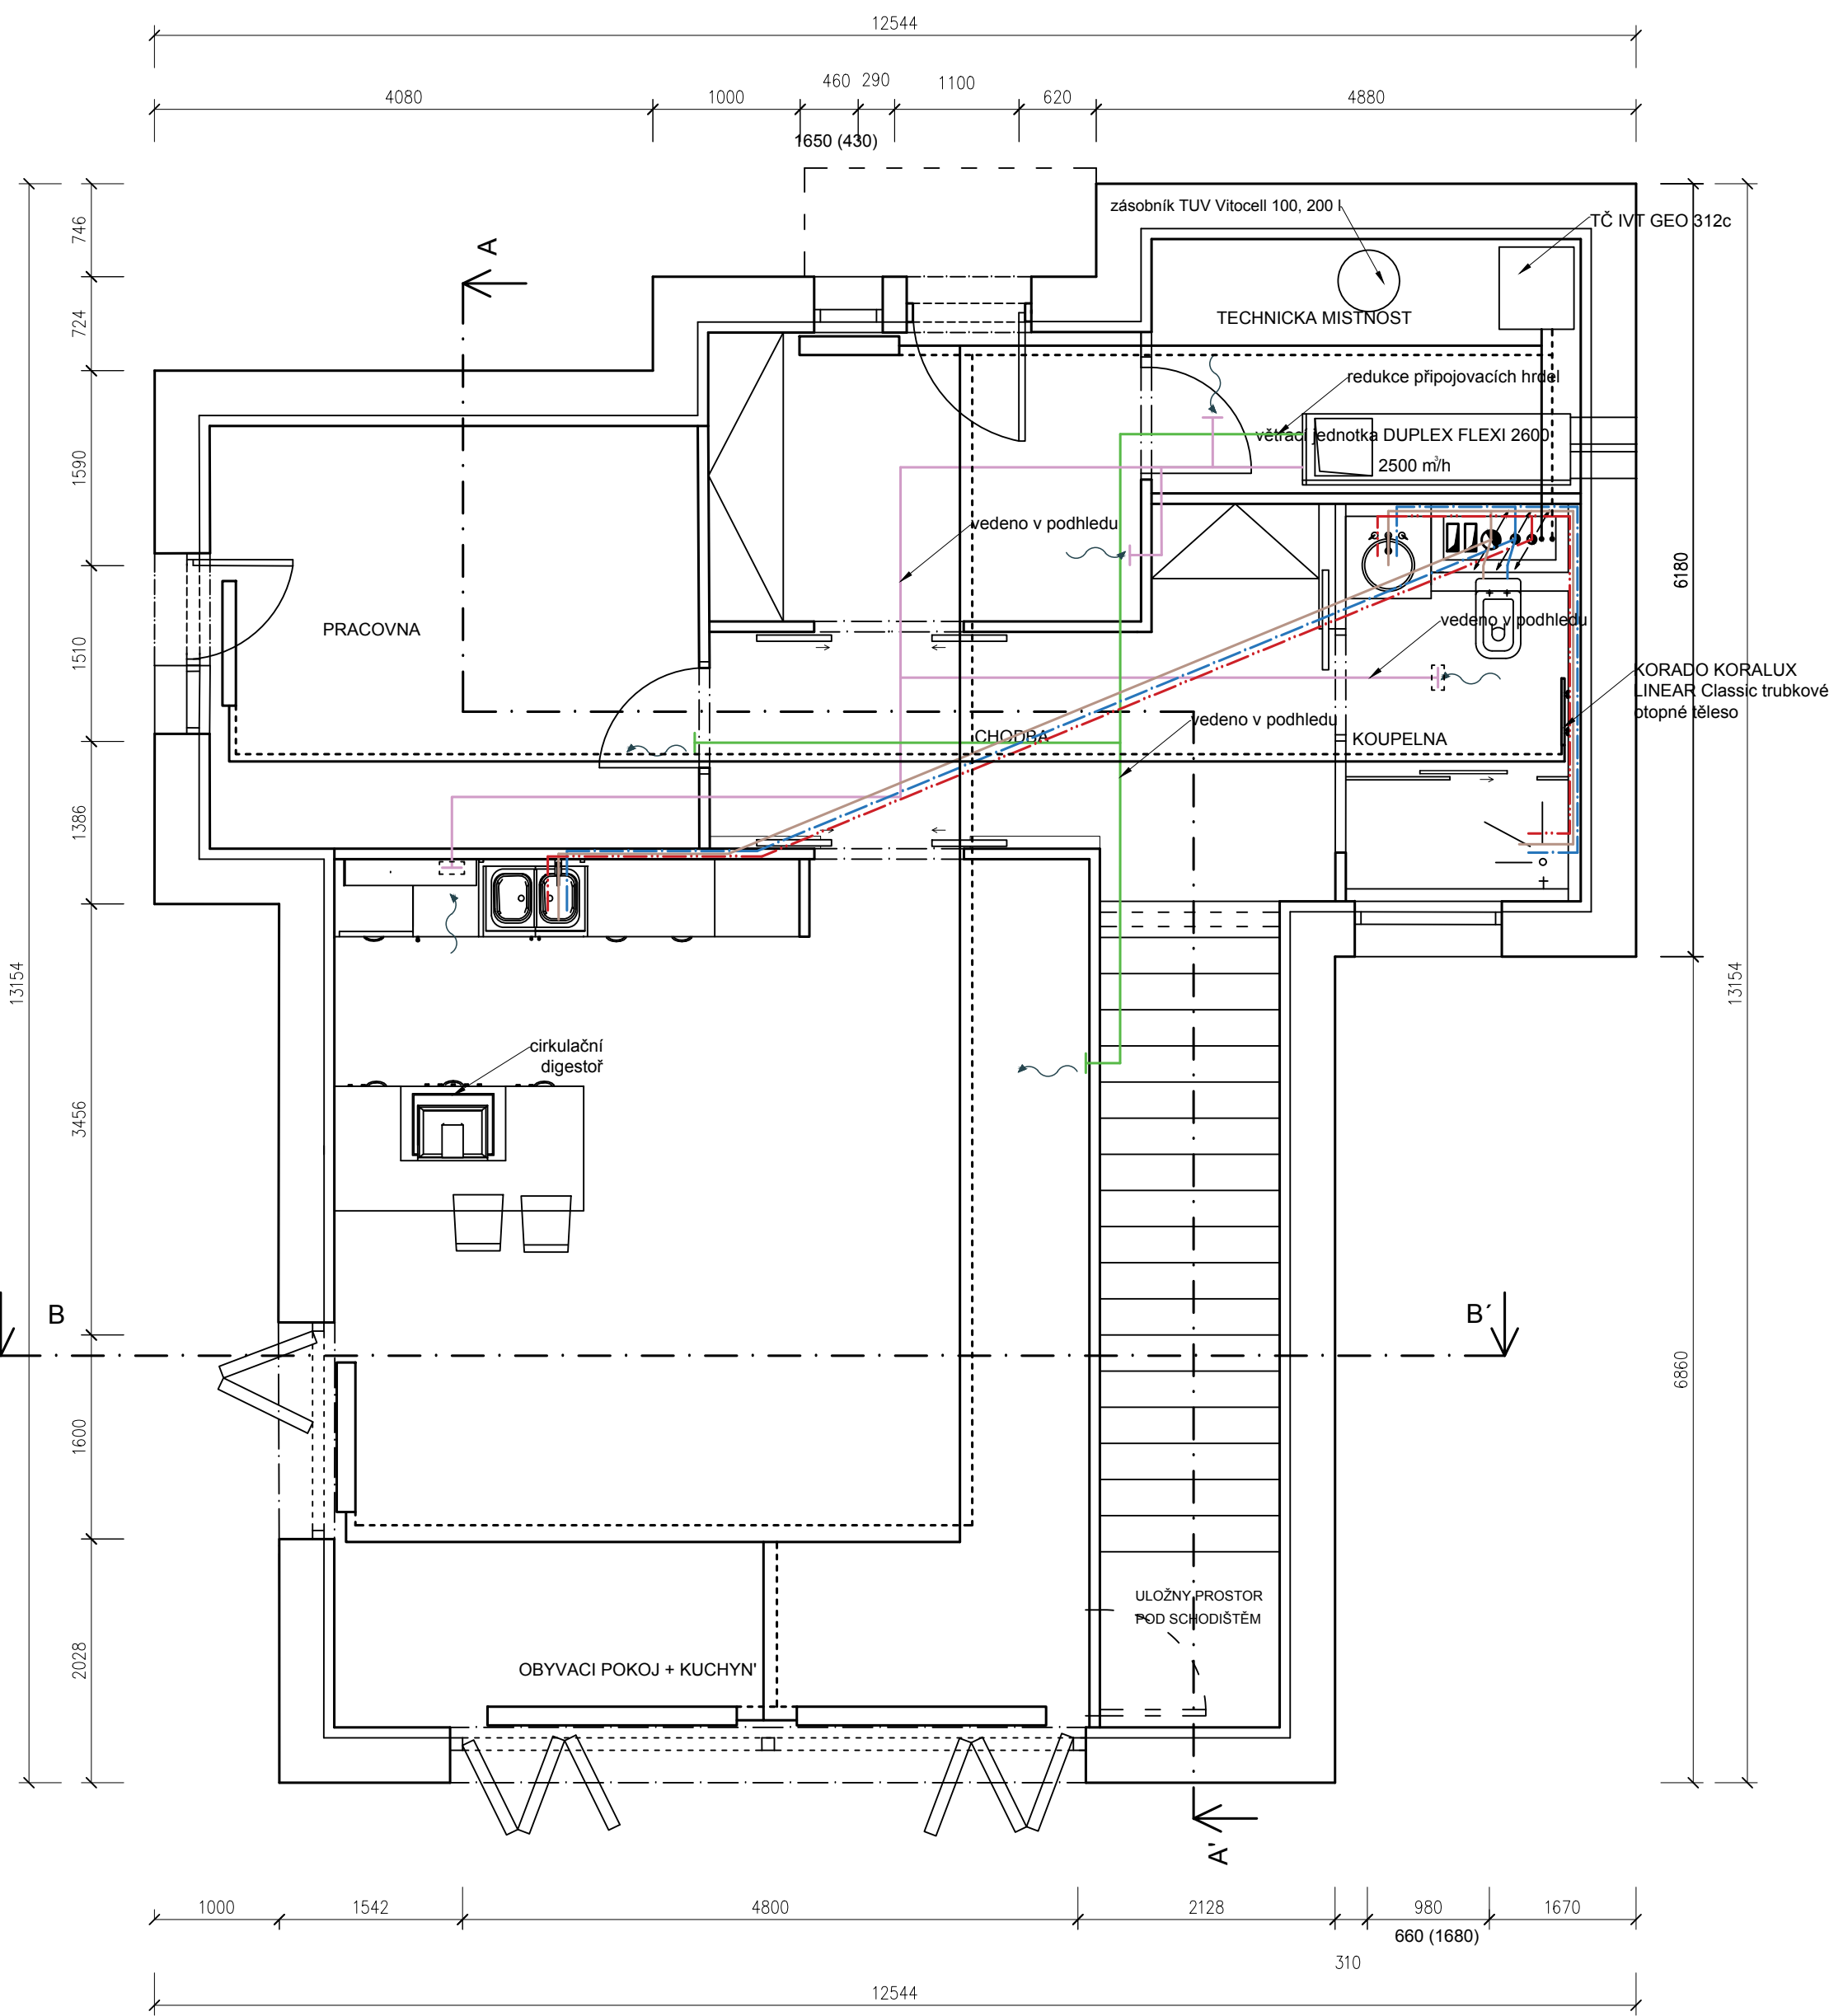 12544
4080
1000
460
290
1100
620
4880
1650 (430)
zásobník TUV Vitocell 100, 200 l
TČ IVT GEO 312c
746
A
724
TECHNICKA MISTNOST
redukce připojovacích hrdel
větrací jednotka DUPLEX FLEXI 2600
2500 m³/h
1590
vedeno v podhledu
6180
PRACOVNA
vedeno v podhledu
1510
KORADO KORALUX
LINEAR Classic trubkové
otopné těleso
vedeno v podhledu
CHODBA
KOUPELNA
1386
13154
13154
cirkulační
digestoř
3456
B
B´
6860
1600
ULOŽNY PROSTOR
POD SCHODIŠTĚM
2028
OBYVACI POKOJ + KUCHYN'
A'
1000
1542
4800
2128
980
1670
660 (1680)
310
12544